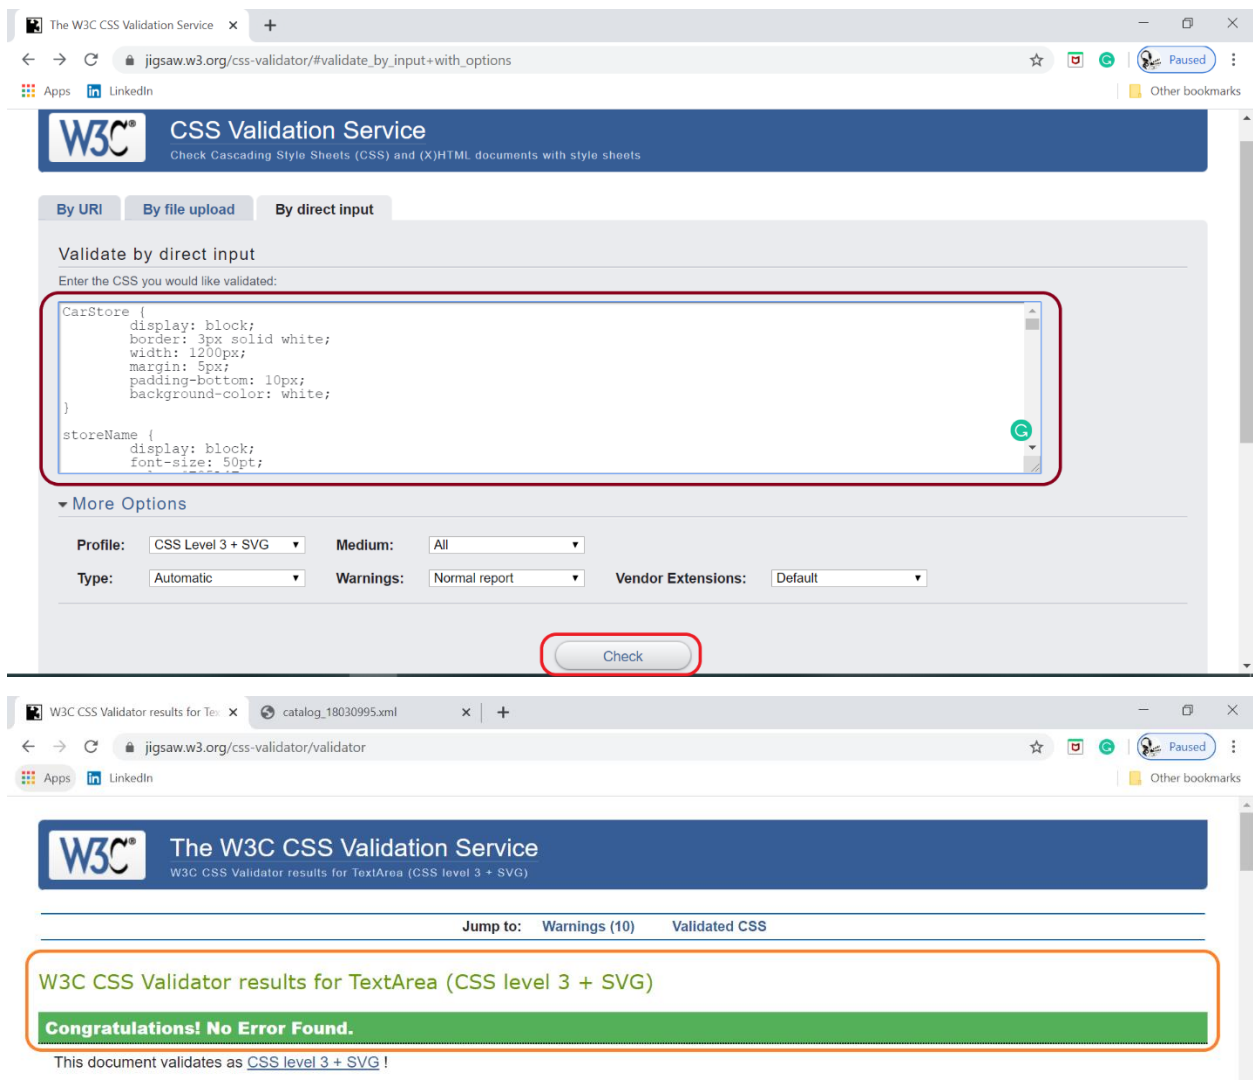 The W3C CSS Validation Service
jigsaw.w3.org/css-validator/#validate_by_input+with_options
Paused
Apps LinkedIn Other bookmarks
W3C® CSS Validation Service
Check Cascading Style Sheets (CSS) and (X)HTML documents with style sheets
By URI By file upload By direct input
Validate by direct input
Enter the CSS you would like validated:
CarStore {
display: block;
border: 3px solid white;
width: 1200px;
margin: 5px;
padding-bottom: 10px;
background-color: white;
}
storeName {
display: block;
font-size: 50pt;
More Options
Profile: CSS Level 3 + SVG Medium: All
Type: Automatic Warnings: Normal report Vendor Extensions: Default
Check
W3C CSS Validator results for Te catalog_18030995.xml
jigsaw.w3.org/css-validator/validator
Paused
Apps LinkedIn Other bookmarks
W3C® The W3C CSS Validation Service
W3C CSS Validator results for TextArea (CSS level 3 + SVG)
Jump to: Warnings (10) Validated CSS
W3C CSS Validator results for TextArea (CSS level 3 + SVG)
Congratulations! No Error Found.
This document validates as CSS level 3 + SVG !